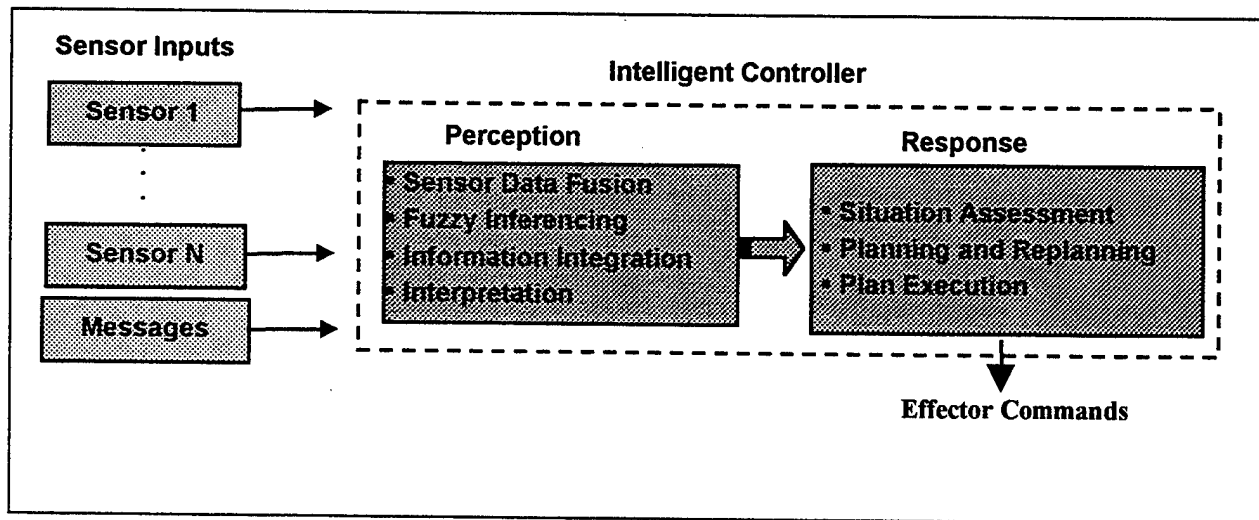 Sensor Inputs
Sensor 1
Sensor N
Messages
Intelligent Controller
Perception
• Sensor Data Fusion
• Fuzzy Inferencing
• Information Integration
• Interpretation
Response
• Situation Assessment
• Planning and Replanning
• Plan Execution
Effector Commands